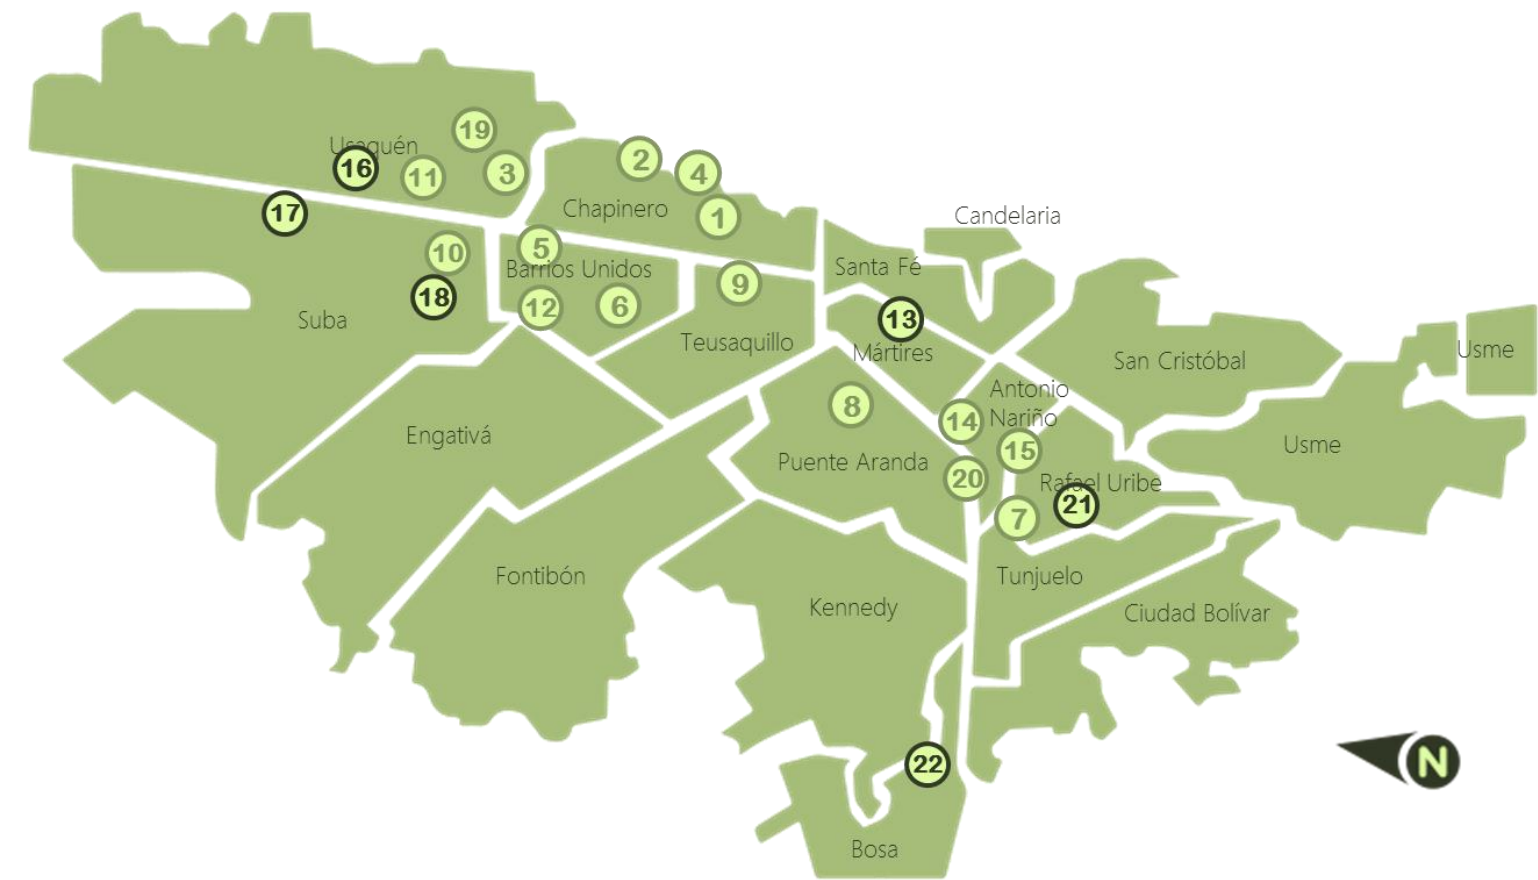 19
Usaquén
16
11
3
2
4
17
Chapinero
1
Candelaria
10
5
Barrios Unidos
Santa Fé
18
12
6
9
Suba
Teusaquillo
13
Mártires
San Cristóbal
Usme
Antonio
Nariño
8
14
Engativá
15
Usme
Puente Aranda
20
Rafael Uribe
21
7
Fontibón
Tunjuelo
Kennedy
Ciudad Bolívar
22
N
Bosa